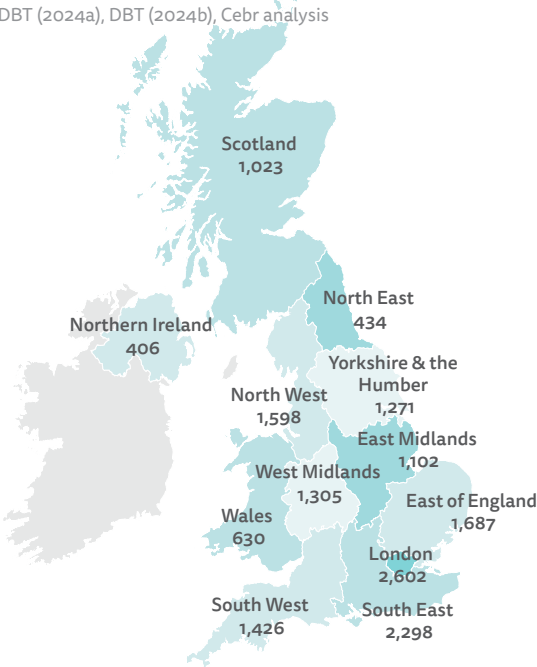 DBT (2024a), DBT (2024b), Cebr analysis
Scotland
1,023
North East
434
Northern Ireland
406
Yorkshire & the
Humber
1,271
North West
1,598
East Midlands
1,102
West Midlands
1,305
East of England
1,687
Wales
630
London
2,602
South West
1,426
South East
2,298